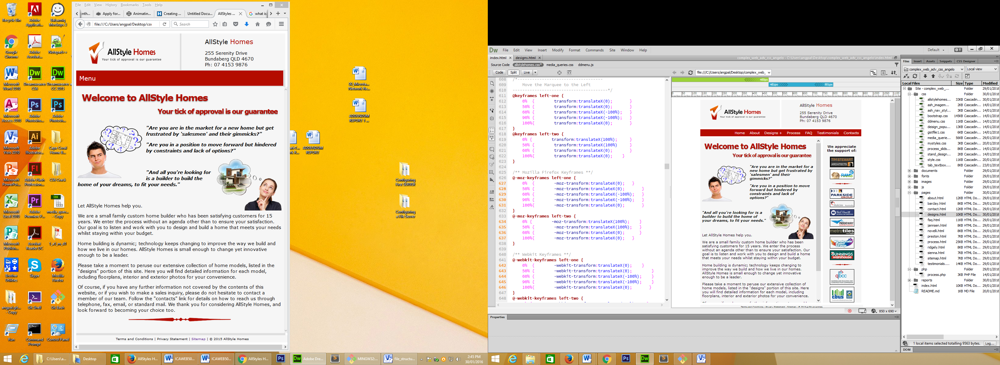 Recycle Bin
Adobe Applicati...
Balsamiq Mockups 3
Google Chrome
Adobe Acrobat...
Notepad++
Microsoft Word 2010
Dreamweaver CS6
Dreamweaver CC 2015
Microsoft Access 2010
Adobe Photosho...
Adobe Photosh...
Microsoft Visio 2010
Adobe Illustrator...
Cape Coral Home B...
Microsoft PowerPoi...
Adobe Flash Profession...
CS6 Crack
Microsoft Excel 2010
Adobe Premiere P...
media_quer... - Copy
Microsoft Publish...
Acrobat Reader DC
1_a1_m_d1
Brother Utilities
Skype
Mozilla Firefox
angpal.git... - Copy
Git Shell
Git Bash
Run
Command Prompt
Control Panel
File Edit View History Bookmarks Tools Help
Apply for...
Animatin...
Creating ...
Untitled Docu...
AllStyles ...
what is
file:///C:/Users/angpal/Desktop/coi
Search
AllStyle Homes
Your tick of approval is our guarantee
AllStyle Homes
255 Serenity Drive
Bundaberg QLD 4670
Ph: 07 4153 9876
Menu
Welcome to AllStyle Homes
Your tick of approval is our guarantee
"Are you are in the market for a new home but get
frustrated by 'salesmen' and their gimmicks?"
"Are you in a position to move forward but hindered
by constraints and lack of options?"
"And all you're looking for
is a builder to build the
home of your dreams, to fit your needs."
Let AllStyle Homes help you.
We are a small family custom home builder who has been satisfying customers for 15
years. We enter the process without an agenda other than to ensure your satisfaction.
Our goal is to listen and work with you to design and build a home that meets your needs
whilst staying within your budget.
Home building is dynamic; technology keeps changing to improve the way we build and
how we live in our homes. AllStyle Homes is small enough to change yet innovative
enough to be a leader.
Please take a moment to peruse our extensive collection of home models, listed in the
"designs" portion of this site. Here you will find detailed information for each model,
including floorplans, interior and exterior photos for your convenience.
Of course, if you have any further information not covered by the contents of this
website, or if you wish to make a sales inquiry, please do not hesitate to contact a
member of our team. Follow the "contacts" link for details on how to reach us through
telephone, fax, email, or standard mail. We thank you for considering AllStyle Homes, and
look forward to becoming your choice too.
Terms and Conditions | Privacy Statement | Sitemap | © 2015 AllStyle Homes
00_Microta... Network Re...
ADDENDUM REPORT 1 ...
ADDENDUM REPORT
Configuring First SERVER
Configuring a File Server
Dw File Edit View Insert Modify Format Commands Site Window Help
Default
index.html
designs.html
complex_web_adv_css_angelo - C:\Users\angpal\Desktop\complex_web_adv_css_angelo\index.html
Source Code allstylehomes.css* media_queries.css ddmenu.js
Code Split Live
file:///C|/Users/angpal/Desktop/complex_web_
480px
481px 801px
608 /*----------------------------------
609 Move the Marquee to the Left
610 --------------------------------------*/
611 @keyframes left-one {
612 0% { transform:translateX(0); }
613 50% { transform:translateX(0); }
614 60% { transform:translateX(-100%); }
615 90% { transform:translateX(-100%); }
616 100%{ transform:translateX(0); }
617 }
618 @keyframes left-two {
619 0% { transform:translateX(100%); }
620 50% { transform:translateX(100%) }
621 60% { transform:translateX(0); }
622 100%{ transform:translateX(0); }
623 }
624
625 /** Mozilla Firefox Keyframes **/
626 @-moz-keyframes left-one {
627 0% { -moz-transform:translateX(0); }
628 50% { -moz-transform:translateX(0); }
629 60% { -moz-transform:translateX(-100%); }
630 90% { -moz-transform:translateX(-100%); }
631 100%{ -moz-transform:translateX(0); }
632 }
633 @-moz-keyframes left-two {
634 0% { -moz-transform:translateX(100%); }
635 50% { -moz-transform:translateX(100%); }
636 60% { -moz-transform:translateX(0); }
637 100%{ -moz-transform:translateX(0); }
638 }
639
640 /** Webkit Keyframes **/
641 @-webkit-keyframes left-one {
642 0% { -webkit-transform:translateX(0); }
643 50% { -webkit-transform:translateX(0); }
644 60% { -webkit-transform:translateX(-100%); }
645 90% { -webkit-transform:translateX(-100%); }
646 100%{ -webkit-transform:translateX(0); }
647 }
648 @-webkit-keyframes left-two {
AllStyle Homes
Your tick of approval is our guarantee
AllStyle Homes
255 Serenity Drive
Bundaberg QLD 4670
Ph: 07 4153 9876
Home About Designs + Process FAQ Testimonials Contacts
Welcome to AllStyle Homes
Your tick of approval is our guarantee
"Are you are in the market for a
new home but get frustrated by
'salesmen' and their
gimmicks?"
"Are you in a position to move
forward but hindered by
constraints and lack of
options?"
"And all you're looking for is a
builder to build the home of
your dreams, to fit your needs."
Let AllStyle Homes help you.
We are a small family custom home builder who has been
satisfying customers for 15 years. We enter the process
without an agenda other than to ensure your satisfaction. Our
goal is to listen and work with you to design and build a home
that meets your needs whilst staying within your budget.
Home building is dynamic; technology keeps changing to
improve the way we build and how we live in our homes.
AllStyle Homes is small enough to change yet innovative
enough to be a leader.
Please take a moment to peruse our extensive collection of
home models, listed in the "designs" portion of this site. Here
you will find detailed information for each model, including
floorplans, interior and exterior photos for your convenience.
Terms and Conditions | Privacy Statement | Sitemap | © 2015 AllStyle Homes
We appreciate
the support of:
TIM STEWART
ARCHITECTS
RAMS
PARKSIDE
GROUP
Holcim Australia
Neil Hewitt
RIDGEWAY
metrotiles
Wholesale Paint Group
BUNNINGS
warehouse
qbcc
cbus
850 x 690
Properties
Files Insert Assets Snippets CSS Designer
complex_web_adv_css_angelo
Local view
Local Files Size Type Modified
Site - complex_web_... Folder 29/01/2016
css Folder 30/01/2016
allstylehomes... 33KB Cascadin... 30/01/2016
ash_imagem... 2KB Cascadin... 14/01/2016
ash_nav_styl... 3KB Cascadin... 14/01/2016
bootstrap.css 145KB Cascadin... 14/01/2016
ddmenu.css 11KB Cascadin... 14/01/2016
deisign_popu... 13KB Cascadin... 14/01/2016
gistfile1.css 6KB Cascadin... 14/01/2016
media_querie... 56KB Cascadin... 29/01/2016
mystyles.css 3KB Cascadin... 20/01/2016
process_slids... 8KB Cascadin... 14/01/2016
stand_design... 2KB Cascadin... 14/01/2016
style.css 11KB Cascadin... 20/01/2016
tab_textbox.... 8KB Cascadin... 23/01/2016
documents Folder 29/01/2016
fonts Folder 29/01/2016
images Folder 29/01/2016
js Folder 29/01/2016
pages Folder 30/01/2016
about.html 12KB HTML Do... 29/01/2016
barclay.html 8KB HTML Do... 29/01/2016
contact.html 12KB HTML Do... 29/01/2016
designs.html 10KB HTML Do... 30/01/2016
faq.html 11KB HTML Do... 29/01/2016
jannsen.html 8KB HTML Do... 29/01/2016
novelli.html 8KB HTML Do... 29/01/2016
preston.html 7KB HTML Do... 29/01/2016
process.html 25KB HTML Do... 29/01/2016
ridgely.html 8KB HTML Do... 29/01/2016
sienna.html 7KB HTML Do... 29/01/2016
sitemap.html 7KB HTML Do... 29/01/2016
testimonials.... 14KB HTML Do... 29/01/2016
php Folder 29/01/2016
process.php 3KB PHP File 14/01/2016
reports Folder 30/01/2016
index.html 10KB HTML Do... 29/01/2016
README.md 1KB MD File 20/01/2016
1 local items selected totalling 9563 bytes. Log...
DOM
C:\Users\a...
Desktop
AllStyles H...
ICAWEB50...
ICAWEB50...
AllStyles H...
Adobe Dre...
MINGW32:...
file_structu...
2:45 PM
30/01/2016